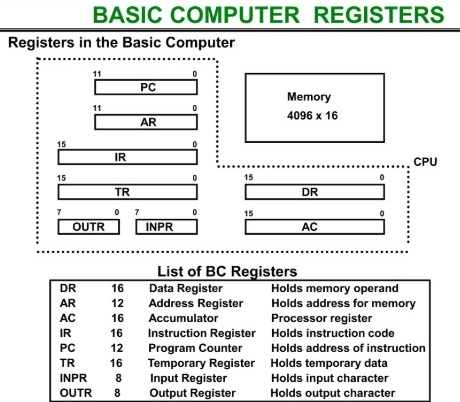 BASIC COMPUTER REGISTERS
Registers in the Basic Computer
11 0
PC
11 0
AR
Memory
4096 x 16
15 0
IR
CPU
15 0
TR
15 0
DR
7 0
OUTR
7 0
INPR
15 0
AC
List of BC Registers
DR 16 Data Register Holds memory operand
AR 12 Address Register Holds address for memory
AC 16 Accumulator Processor register
IR 16 Instruction Register Holds instruction code
PC 12 Program Counter Holds address of instruction
TR 16 Temporary Register Holds temporary data
INPR 8 Input Register Holds input character
OUTR 8 Output Register Holds output character